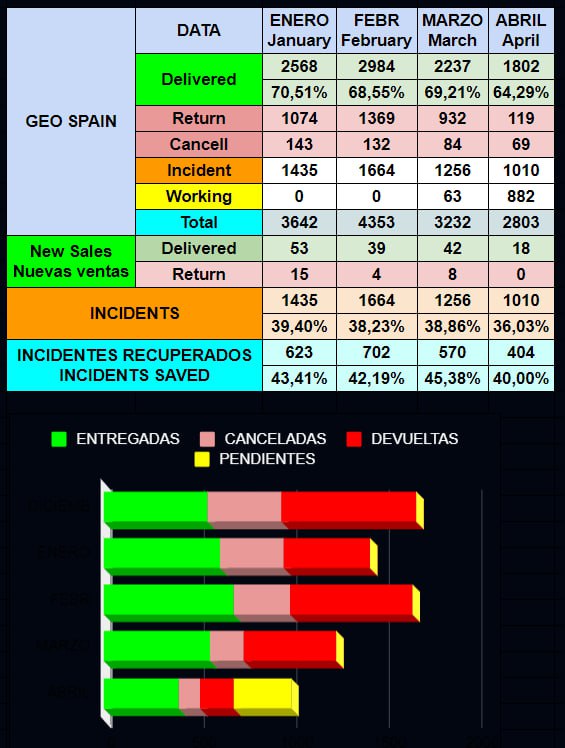 DATA ENERO FEBR MARZO ABRIL
January February March April
GEO SPAIN
Delivered 2568 2984 2237 1802
70,51% 68,55% 69,21% 64,29%
Return 1074 1369 932 119
Cancell 143 132 84 69
Incident 1435 1664 1256 1010
Working 0 0 63 882
Total 3642 4353 3232 2803
New Sales Delivered 53 39 42 18
Nuevas ventas Return 15 4 8 0
INCIDENTS 1435 1664 1256 1010
39,40% 38,23% 38,86% 36,03%
INCIDENTES RECUPERADOS 623 702 570 404
INCIDENTS SAVED 43,41% 42,19% 45,38% 40,00%
ENTREGADAS CANCELADAS DEVUELTAS
PENDIENTES
ENERO
FEBR
MARZO
ABRIL
500 1000 1500 2000